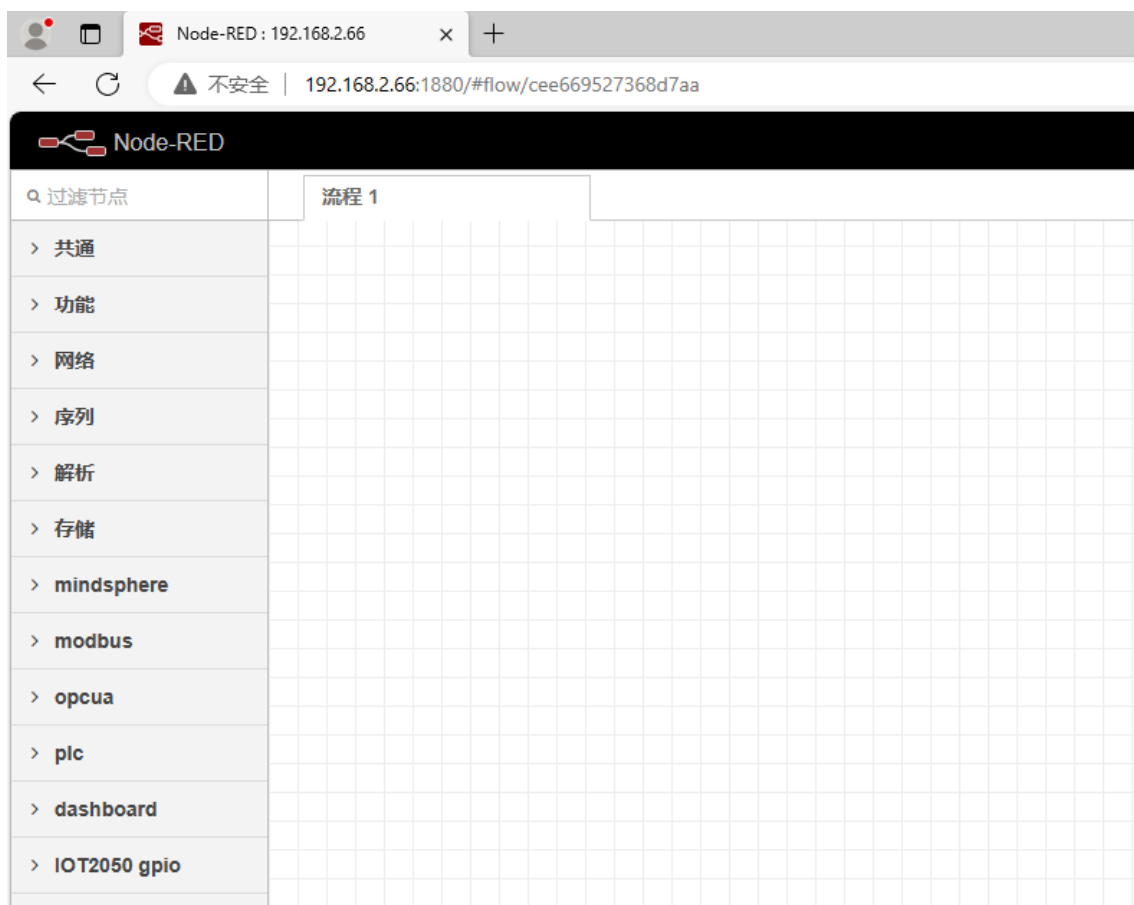 Node-RED : 192.168.2.66
不安全 192.168.2.66:1880/#flow/cee669527368d7aa
Node-RED
过滤节点
流程 1
共通
功能
网络
序列
解析
存储
mindsphere
modbus
opcua
plc
dashboard
IOT2050 gpio